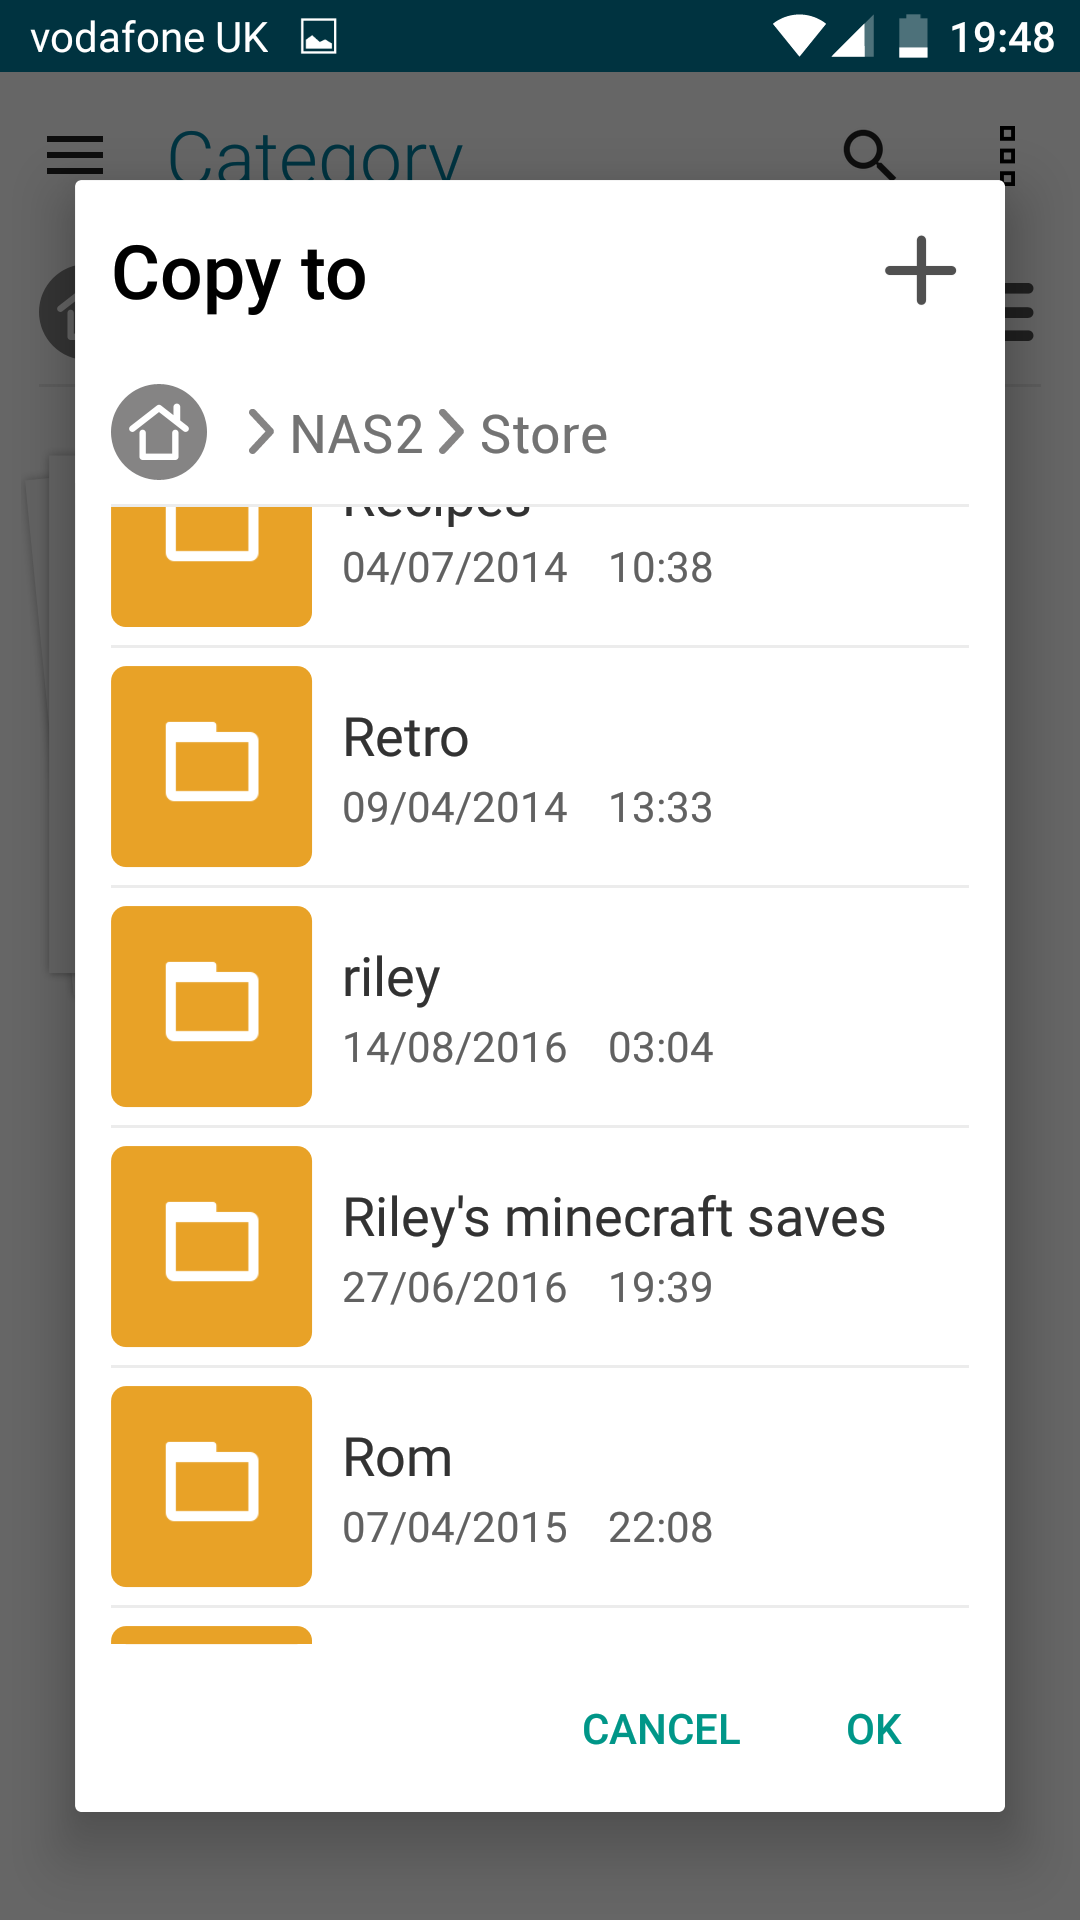 vodafone UK 19:48
Category
Copy to
NAS2 Store
Recipes
04/07/2014 10:38
Retro
09/04/2014 13:33
riley
14/08/2016 03:04
Riley's minecraft saves
27/06/2016 19:39
Rom
07/04/2015 22:08
CANCEL OK